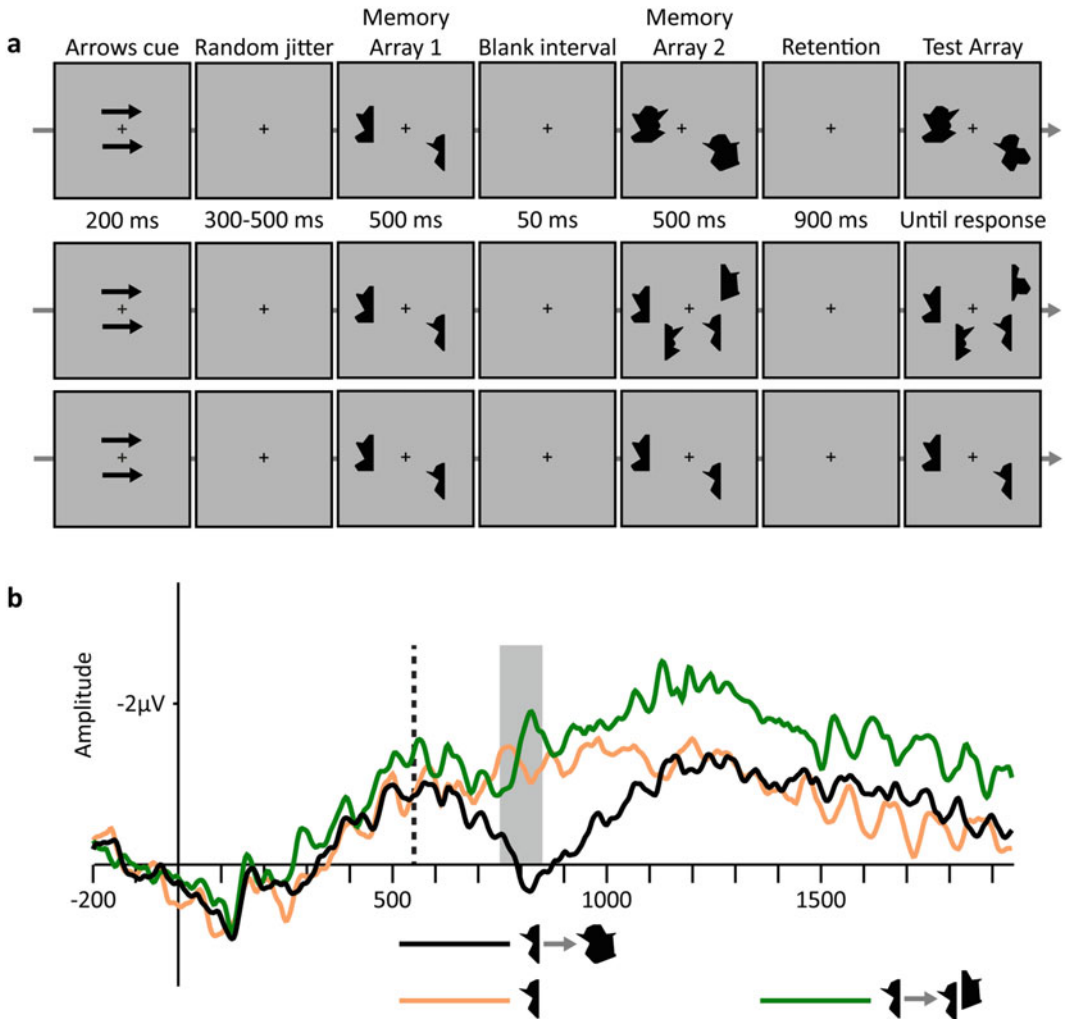 a
Memory Memory
Arrows cue Random jitter Array 1 Blank interval Array 2 Retention Test Array
200 ms 300-500 ms 500 ms 50 ms 500 ms 900 ms Until response
b
Amplitude
-2µV
-200 500 1000 1500